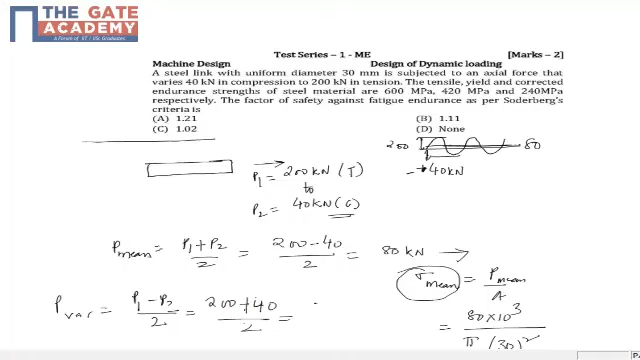 THE GATE
ACADEMY
A Forum of IIT / IISc Graduates
Test Series – 1 - ME [Marks – 2]
Machine Design Design of Dynamic loading
A steel link with uniform diameter 30 mm is subjected to an axial force that
varies 40 kN in compression to 200 kN in tension. The tensile, yield and corrected
endurance strengths of steel material are 600 MPa, 420 MPa and 240MPa
respectively. The factor of safety against fatigue endurance as per Soderberg's
criteria is
(A) 1.21 (B) 1.11
(C) 1.02 (D) None
200 80
-40kN
P1 = 200 kN (T)
to
P2 = 40 kN (C)
Pmean = P1 + P2 / 2 = 200 - 40 / 2 = 80 kN →
σmean = Pmean / A
Pvar = P1 - P2 / 2 = 200 + 40 / 2 =
= 80 × 10^3 / π (30)^2